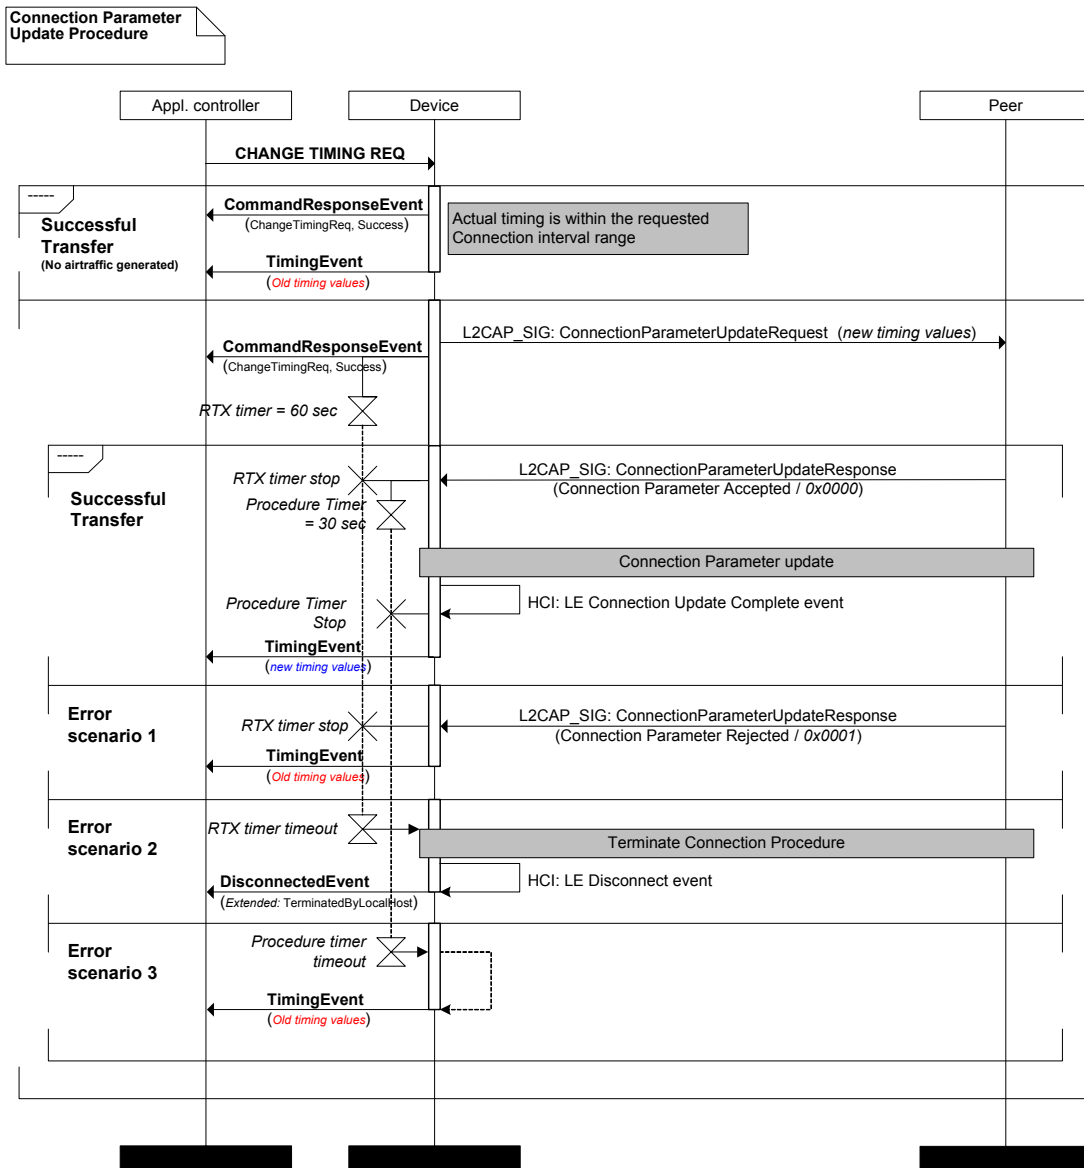 Connection Parameter
Update Procedure
Appl. controller
Device
Peer
CHANGE TIMING REQ
-----
Successful
Transfer
(No airtraffic generated)
CommandResponseEvent
(ChangeTimingReq, Success)
Actual timing is within the requested
Connection interval range
TimingEvent
(Old timing values)
L2CAP_SIG: ConnectionParameterUpdateRequest (new timing values)
CommandResponseEvent
(ChangeTimingReq, Success)
RTX timer = 60 sec
-----
Successful
Transfer
RTX timer stop
L2CAP_SIG: ConnectionParameterUpdateResponse
(Connection Parameter Accepted / 0x0000)
Procedure Timer
= 30 sec
Connection Parameter update
HCI: LE Connection Update Complete event
Procedure Timer
Stop
TimingEvent
(new timing values)
Error
scenario 1
RTX timer stop
L2CAP_SIG: ConnectionParameterUpdateResponse
(Connection Parameter Rejected / 0x0001)
TimingEvent
(Old timing values)
Error
scenario 2
RTX timer timeout
Terminate Connection Procedure
HCI: LE Disconnect event
DisconnectedEvent
(Extended: TerminatedByLocalHost)
Error
scenario 3
Procedure timer
timeout
TimingEvent
(Old timing values)